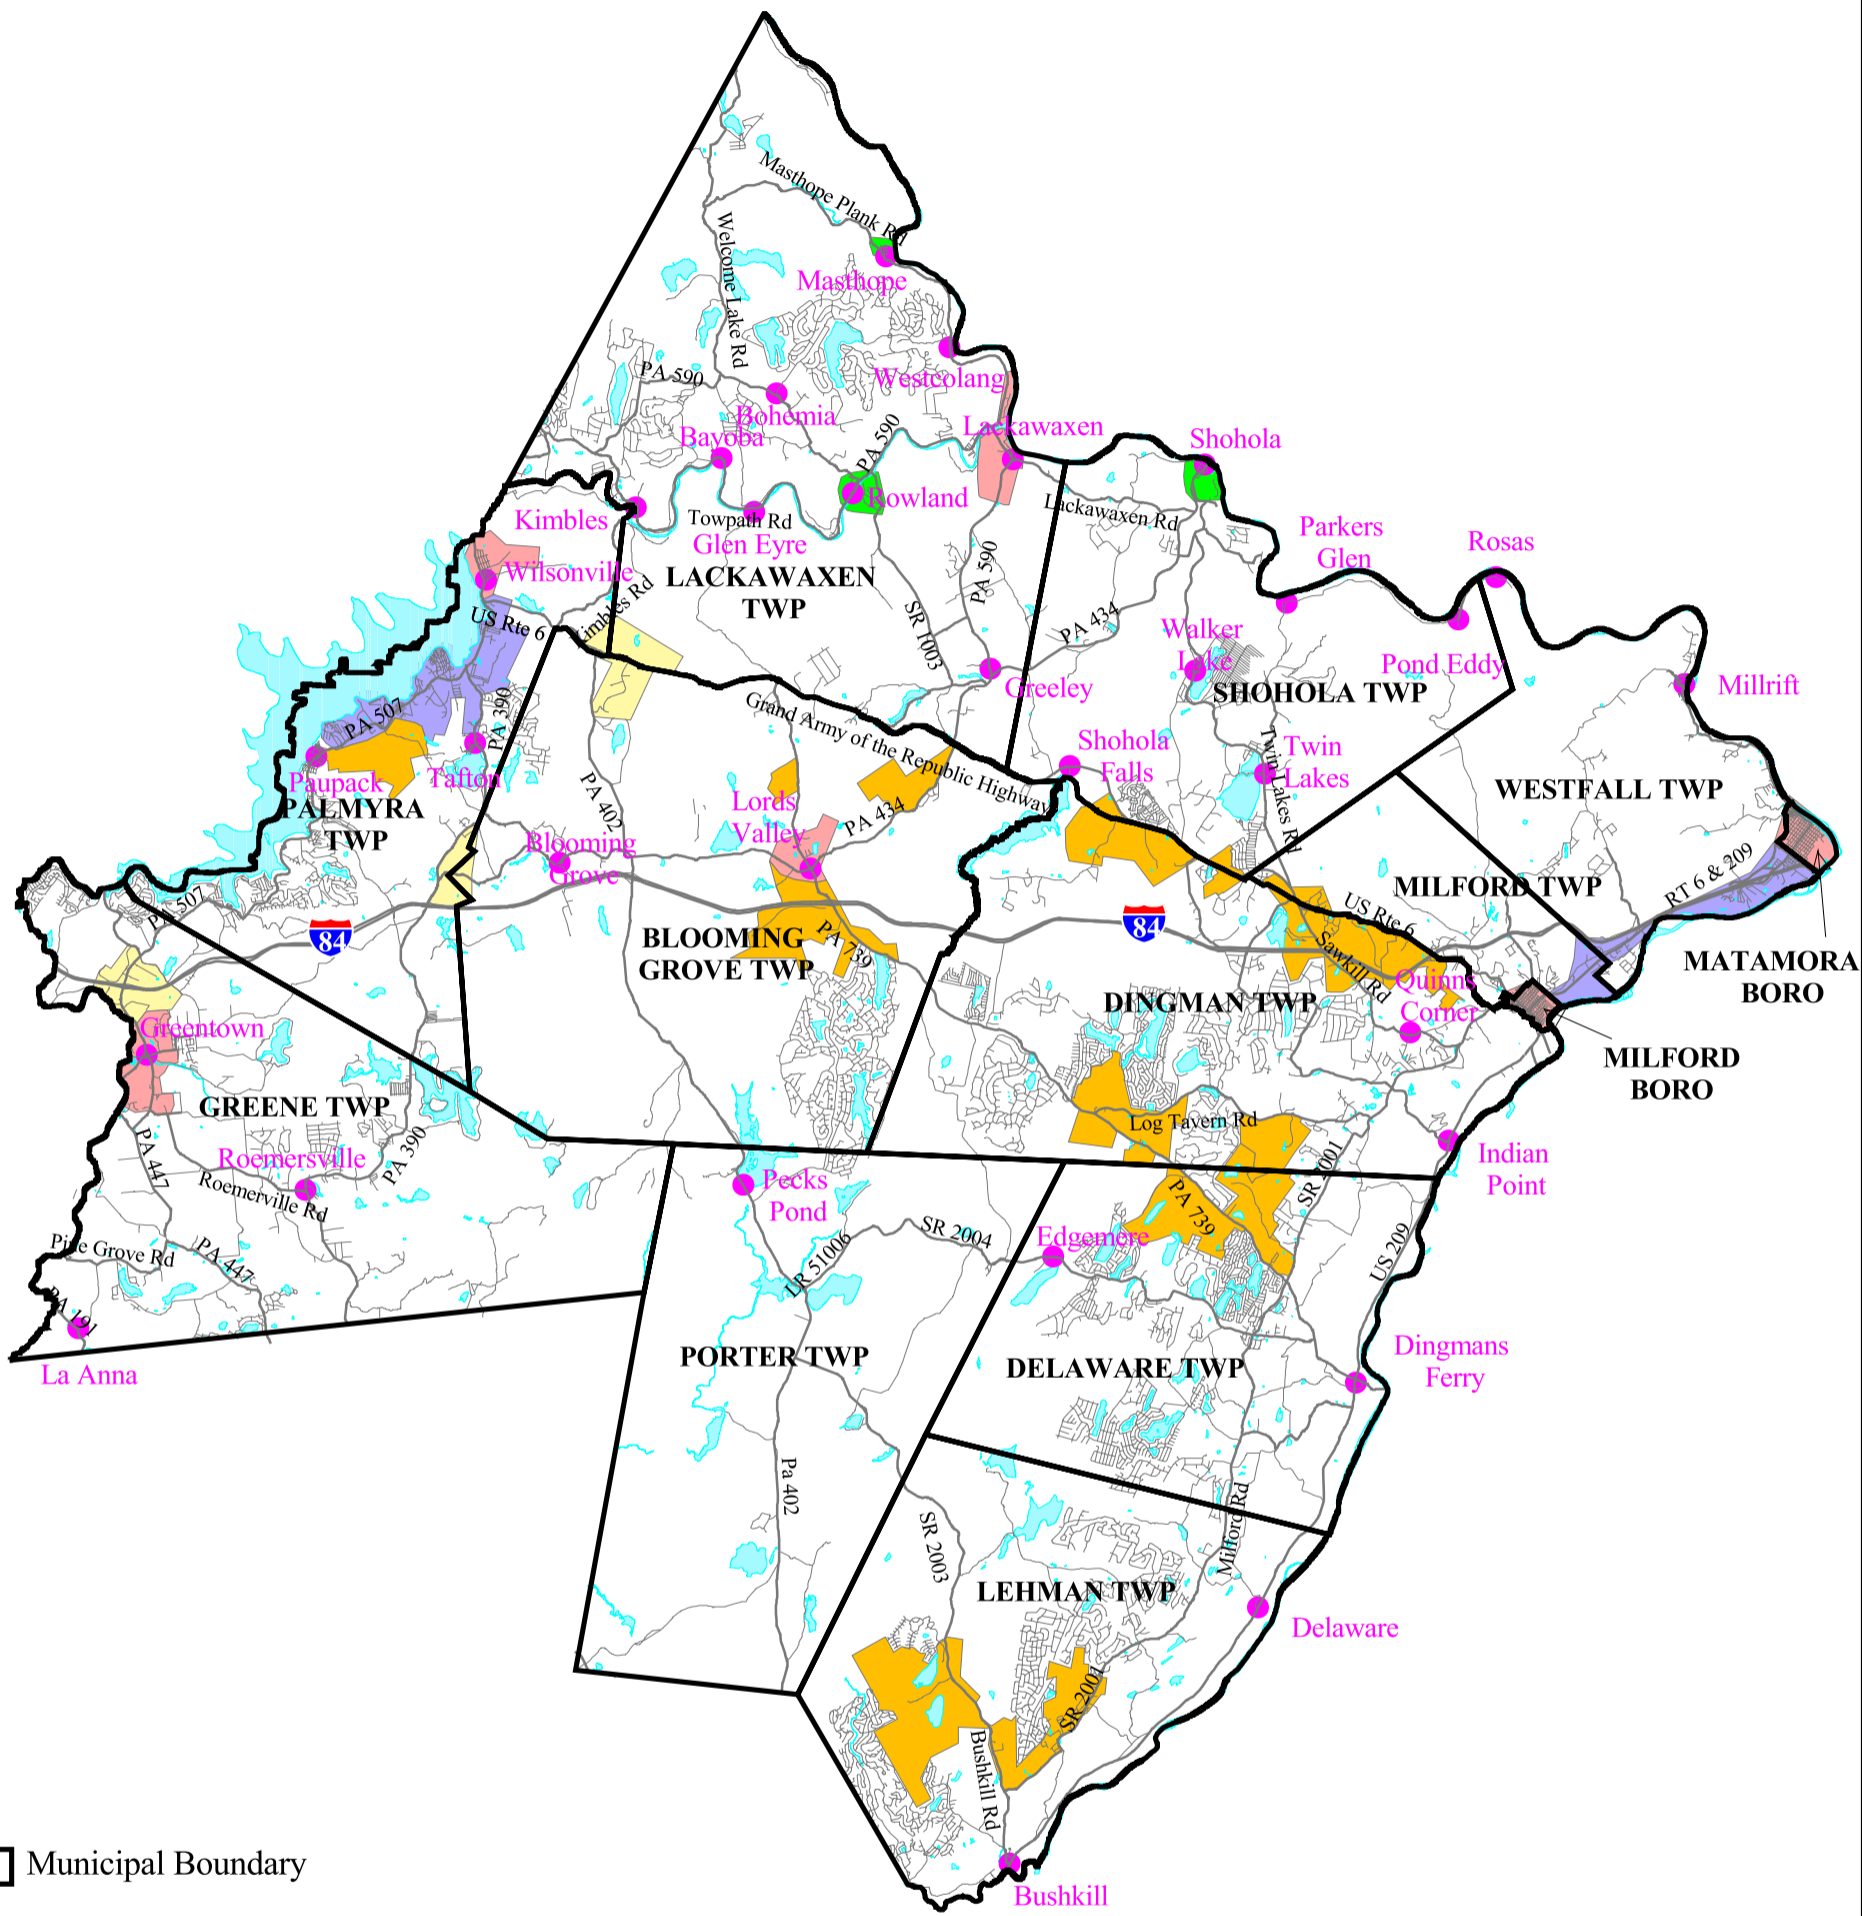 Masthope Plank Rd
Welcome Lake Rd
Masthope
PA 590
Westcolang
Bohemia
Bayoba
PA 590
Lackawaxen
Shohola
Rowland
Kimbles
Towpath Rd
Glen Eyre
Lackawaxen Rd
Parkers
Glen
Rosas
Wilsonville
LACKAWAXEN
TWP
PA 590
US Rte 6
Kimbles Rd
SR 1003
PA 434
Walker
Lake
Pond Eddy
Greeley
SHOHOLA TWP
Millrift
PA 507
PA 390
Grand Army of the Republic Highway
Shohola
Falls
Twin
Lakes
Twin Lakes Rd
Paupack
Tafton
PALMYRA
TWP
PA 402
Lords
Valley
PA 434
WESTFALL TWP
Blooming
Grove
RT 6 & 209
MILFORD TWP
PA 507
84
84
US Rte 6
BLOOMING
GROVE TWP
PA 739
Sawkill Rd
Quinns
Corner
MATAMORA
BORO
DINGMAN TWP
Greentown
MILFORD
BORO
GREENE TWP
Log Tavern Rd
PA 447
PA 390
Roemersville
Roemerville Rd
SR 2001
Indian
Point
Pecks
Pond
PA 739
Edgemere
SR 2004
LR 51006
US 209
Pine Grove Rd
PA 447
PA 191
La Anna
PORTER TWP
DELAWARE TWP
Dingmans
Ferry
Pa 402
SR 2003
Milford Rd
LEHMAN TWP
Delaware
SR 2001
Bushkill Rd
Municipal Boundary
Bushkill